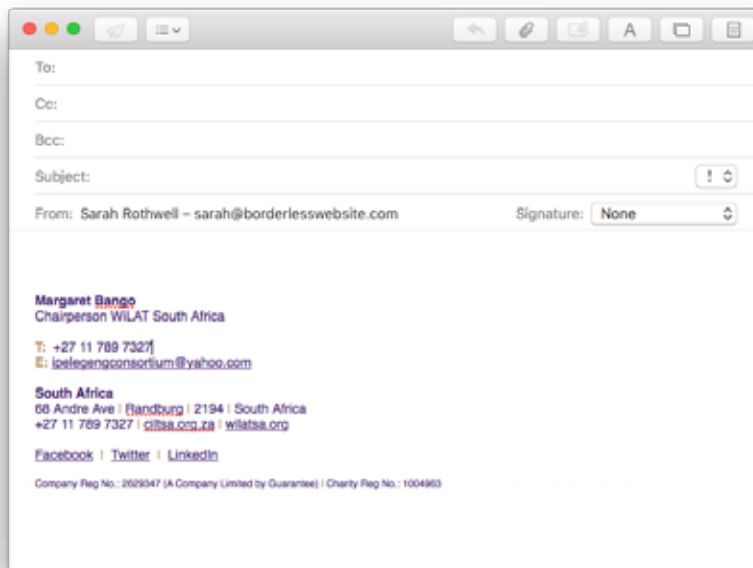 To:
Cc:
Bcc:
Subject: !
From: Sarah Rothwell – sarah@borderlesswebsite.com Signature: None
Margaret Bango
Chairperson WiLAT South Africa
T: +27 11 789 7327
E: ipelegengconsortium@yahoo.com
South Africa
68 Andre Ave | Randburg | 2194 | South Africa
+27 11 789 7327 | ciltsa.org.za | wilatsa.org
Facebook | Twitter | LinkedIn
Company Reg No.: 2629347 (A Company Limited by Guarantee) | Charity Reg No.: 1004963